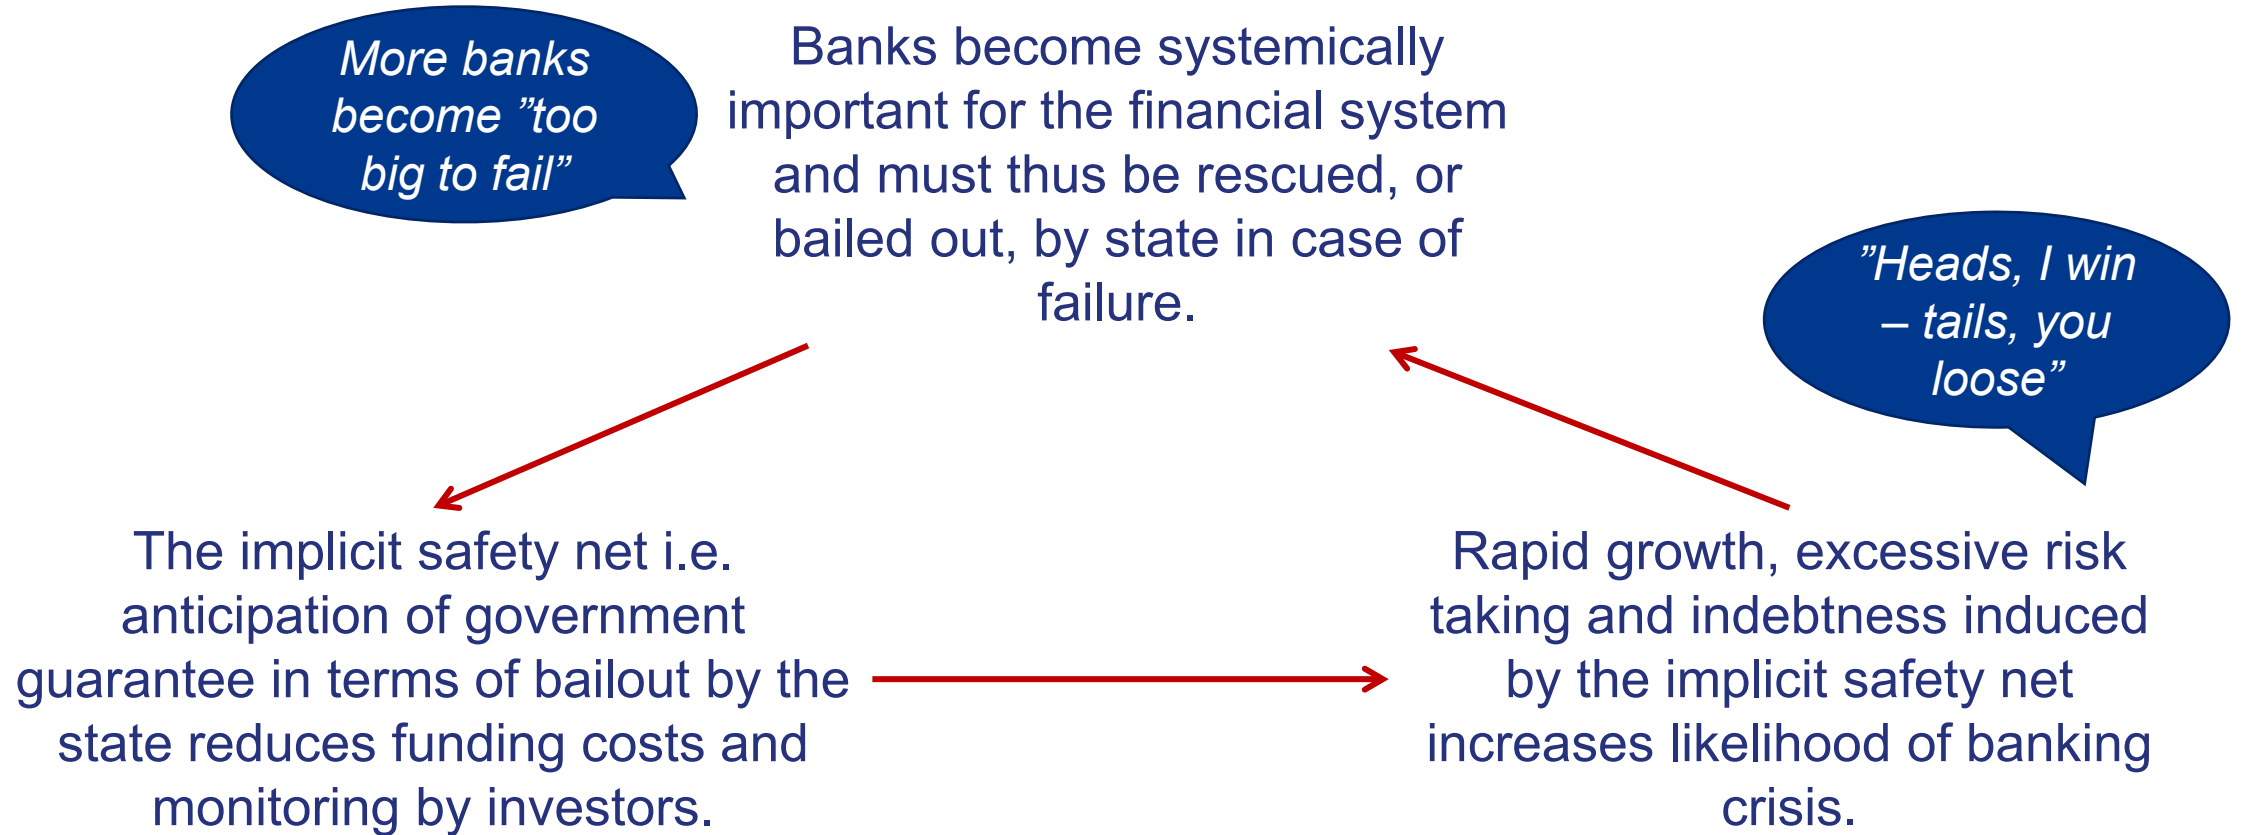 More banks
become ”too
big to fail”
Banks become systemically
important for the financial system
and must thus be rescued, or
bailed out, by state in case of
failure.
”Heads, I win
– tails, you
loose”
The implicit safety net i.e.
anticipation of government
guarantee in terms of bailout by the
state reduces funding costs and
monitoring by investors.
Rapid growth, excessive risk
taking and indebtness induced
by the implicit safety net
increases likelihood of banking
crisis.